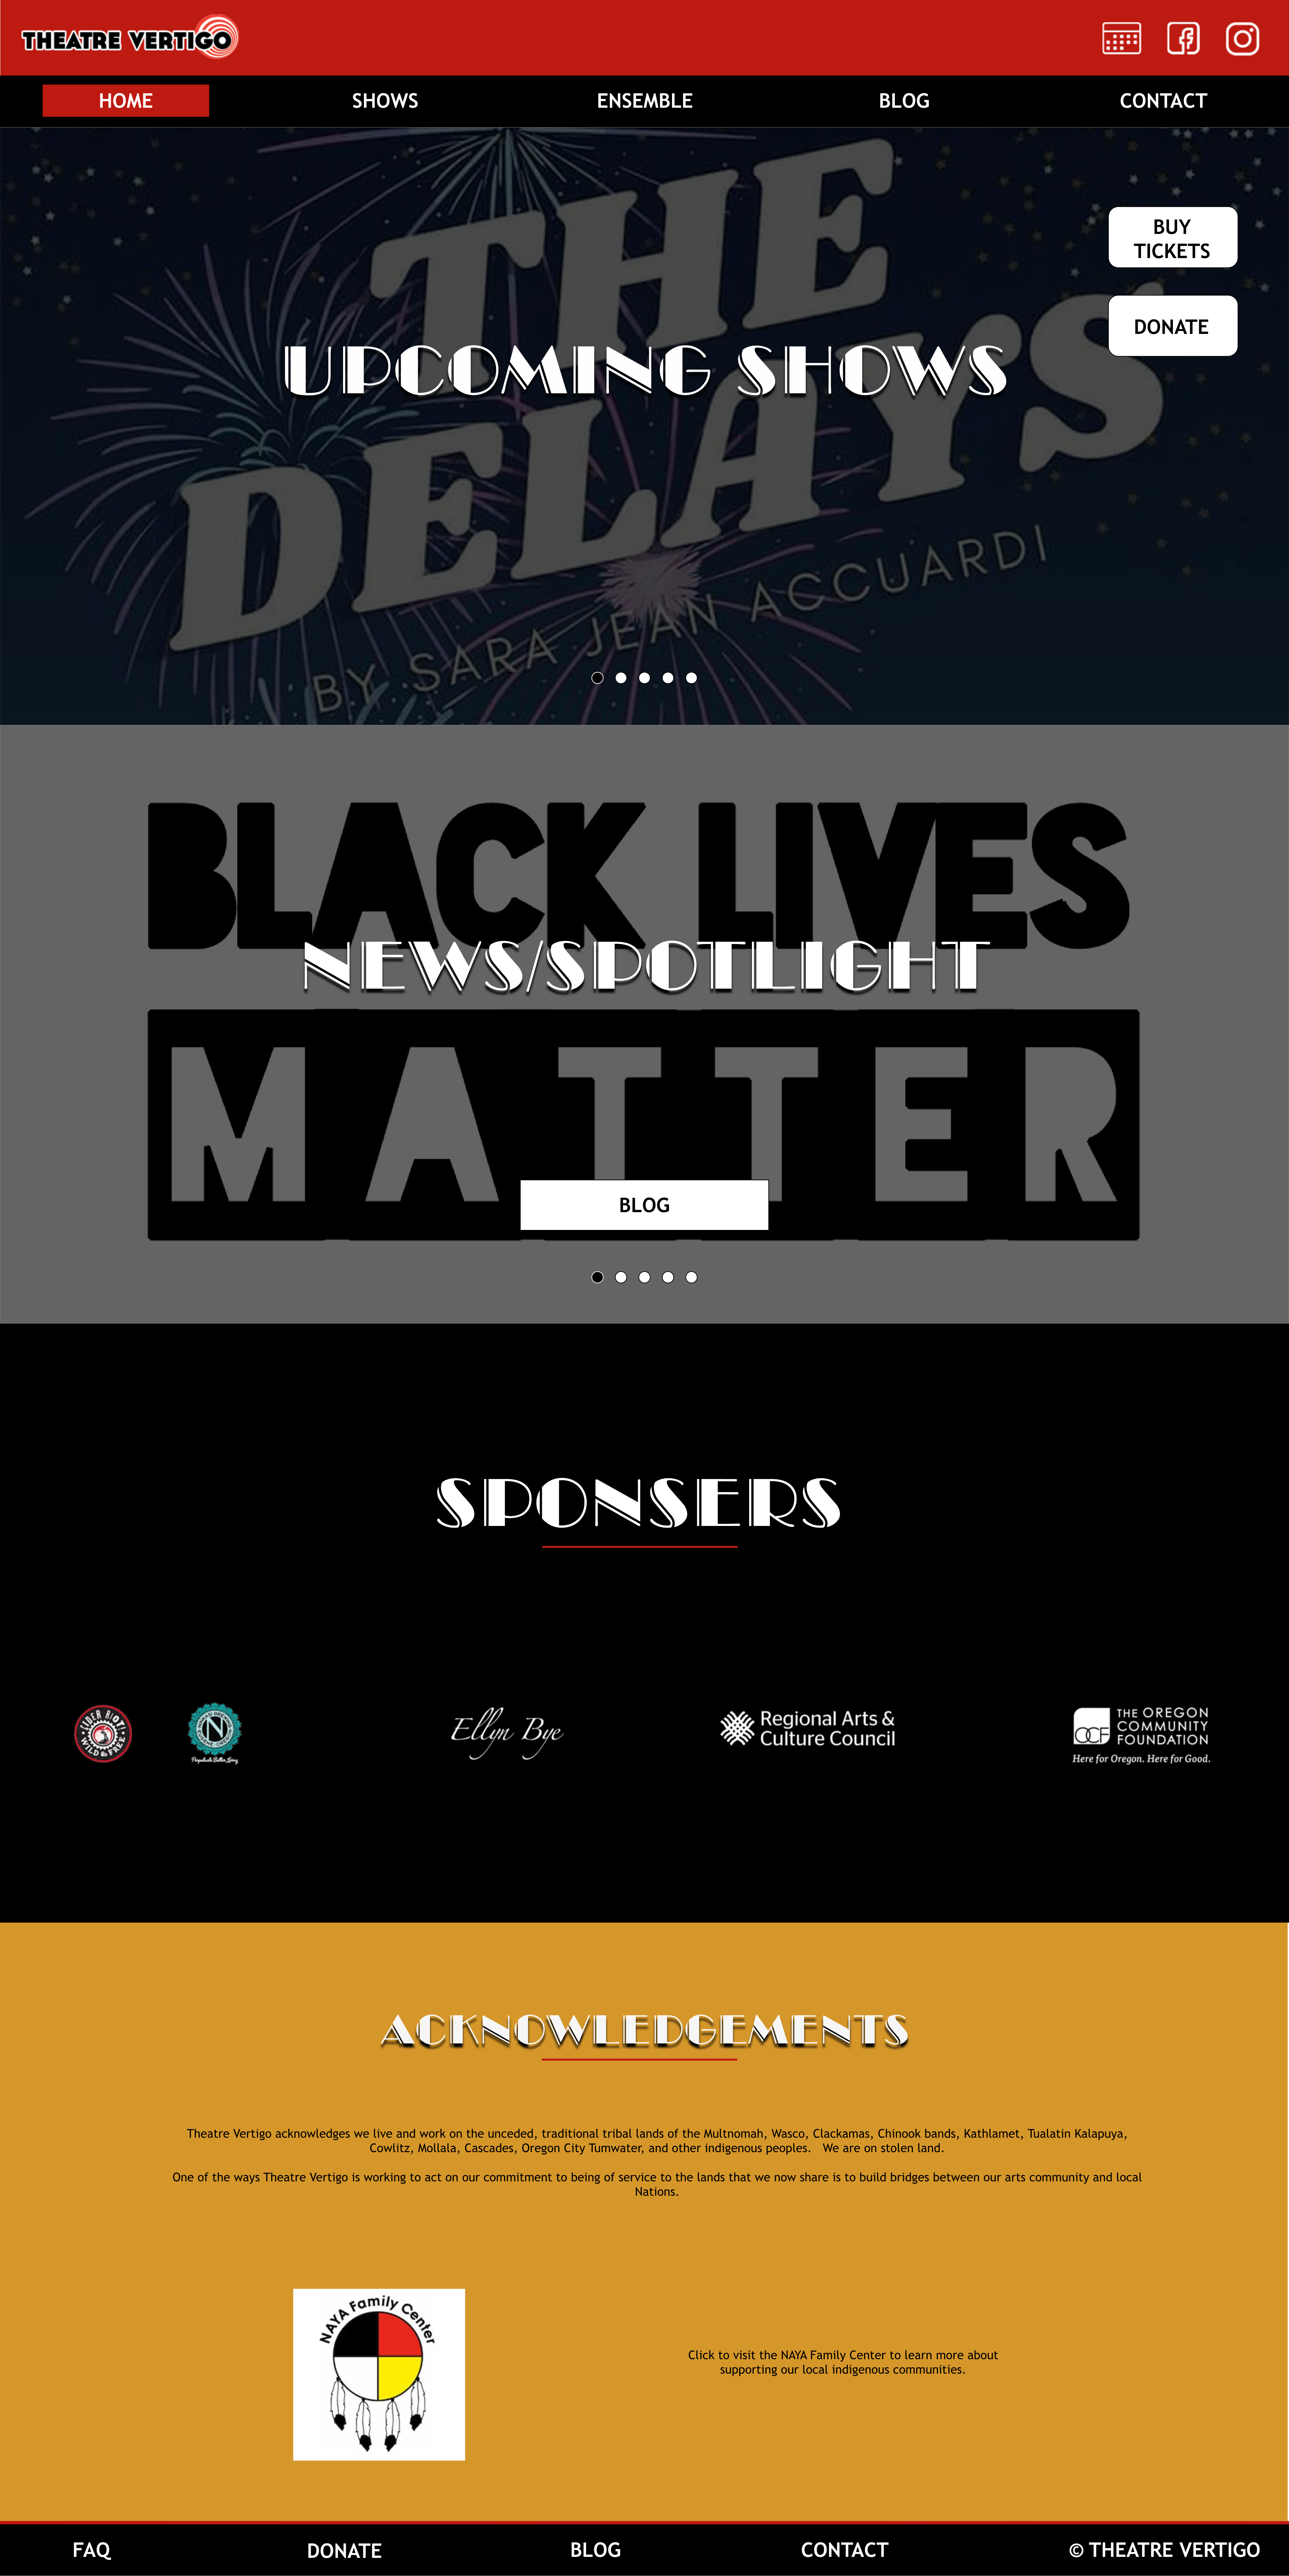 THEATRE VERTIGO
HOME SHOWS ENSEMBLE BLOG CONTACT
THE
DELAYS
BY SARA JEAN ACCUARDI
BUY
TICKETS
DONATE
UPCOMING SHOWS
BLACK LIVES
NEWS/SPOTLIGHT
MATTER
BLOG
SPONSERS
CIDER RIOT!
WILD & FREE
N
Ellyn Bye
Regional Arts &
Culture Council
OCF
THE OREGON
COMMUNITY
FOUNDATION
Here for Oregon. Here for Good.
ACKNOWLEDGEMENTS
Theatre Vertigo acknowledges we live and work on the unceded, traditional tribal lands of the Multnomah, Wasco, Clackamas, Chinook bands, Kathlamet, Tualatin Kalapuya,
Cowlitz, Mollala, Cascades, Oregon City Tumwater, and other indigenous peoples. We are on stolen land.
One of the ways Theatre Vertigo is working to act on our commitment to being of service to the lands that we now share is to build bridges between our arts community and local
Nations.
NAYA Family Center
Click to visit the NAYA Family Center to learn more about
supporting our local indigenous communities.
FAQ DONATE BLOG CONTACT © THEATRE VERTIGO